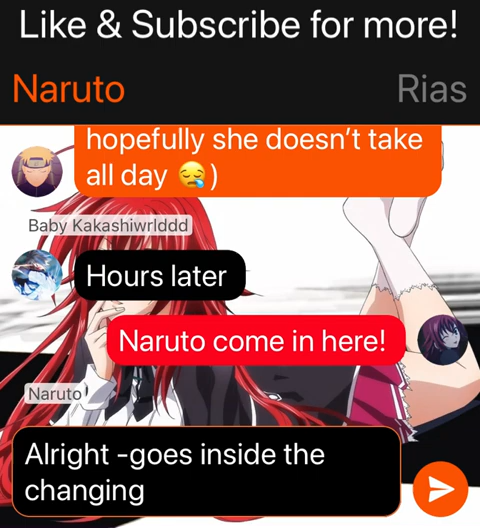 Like & Subscribe for more!
Naruto Rias
hopefully she doesn't take
all day 😪)
Baby Kakashiwrlddd
Hours later
Naruto come in here!
Naruto
Alright -goes inside the
changing